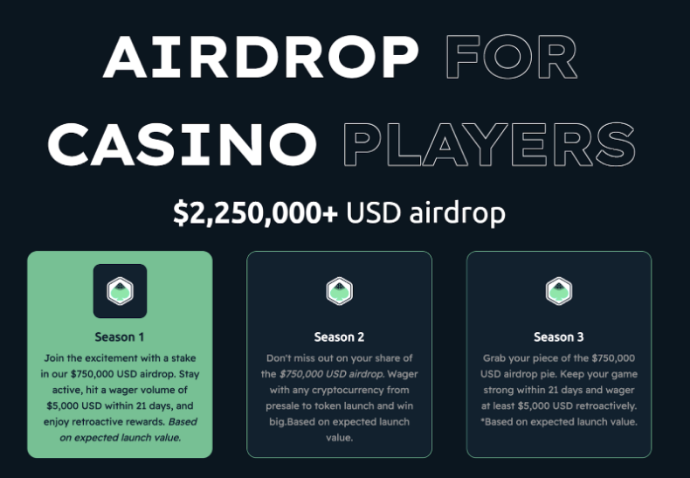 AIRDROP FOR
CASINO PLAYERS
$2,250,000+ USD airdrop
Season 1
Join the excitement with a stake
in our $750,000 USD airdrop. Stay
active, hit a wager volume of
$5,000 USD within 21 days, and
enjoy retroactive rewards. Based
on expected launch value.
Season 2
Don't miss out on your share of
the $750,000 USD airdrop. Wager
with any cryptocurrency from
presale to token launch and win
big.Based on expected launch
value.
Season 3
Grab your piece of the $750,000
USD airdrop pie. Keep your game
strong within 21 days and wager
at least $5,000 USD retroactively.
*Based on expected launch value.